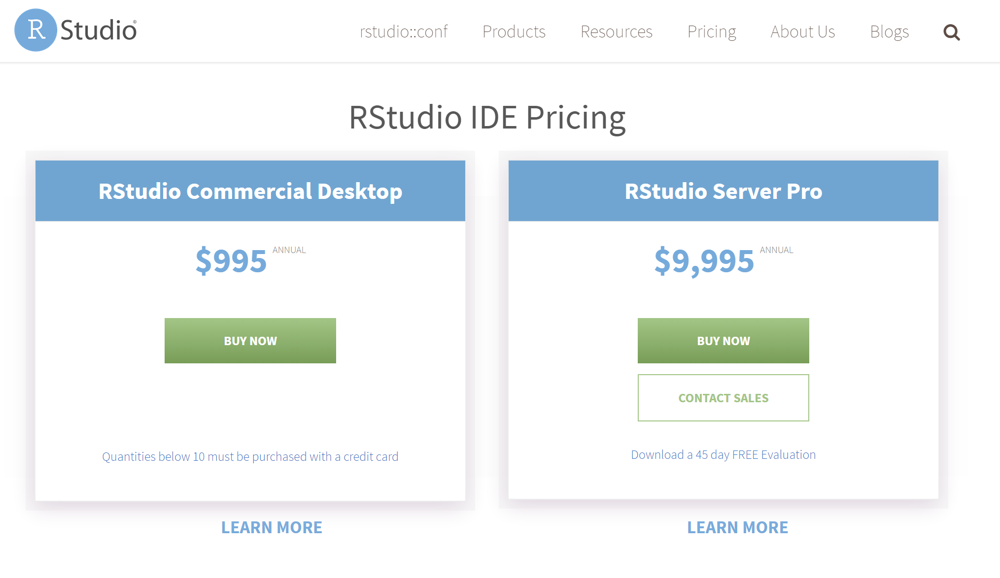 R Studio®
rstudio::conf Products Resources Pricing About Us Blogs
RStudio IDE Pricing
RStudio Commercial Desktop
$995 ANNUAL
BUY NOW
Quantities below 10 must be purchased with a credit card
LEARN MORE
RStudio Server Pro
$9,995 ANNUAL
BUY NOW
CONTACT SALES
Download a 45 day FREE Evaluation
LEARN MORE